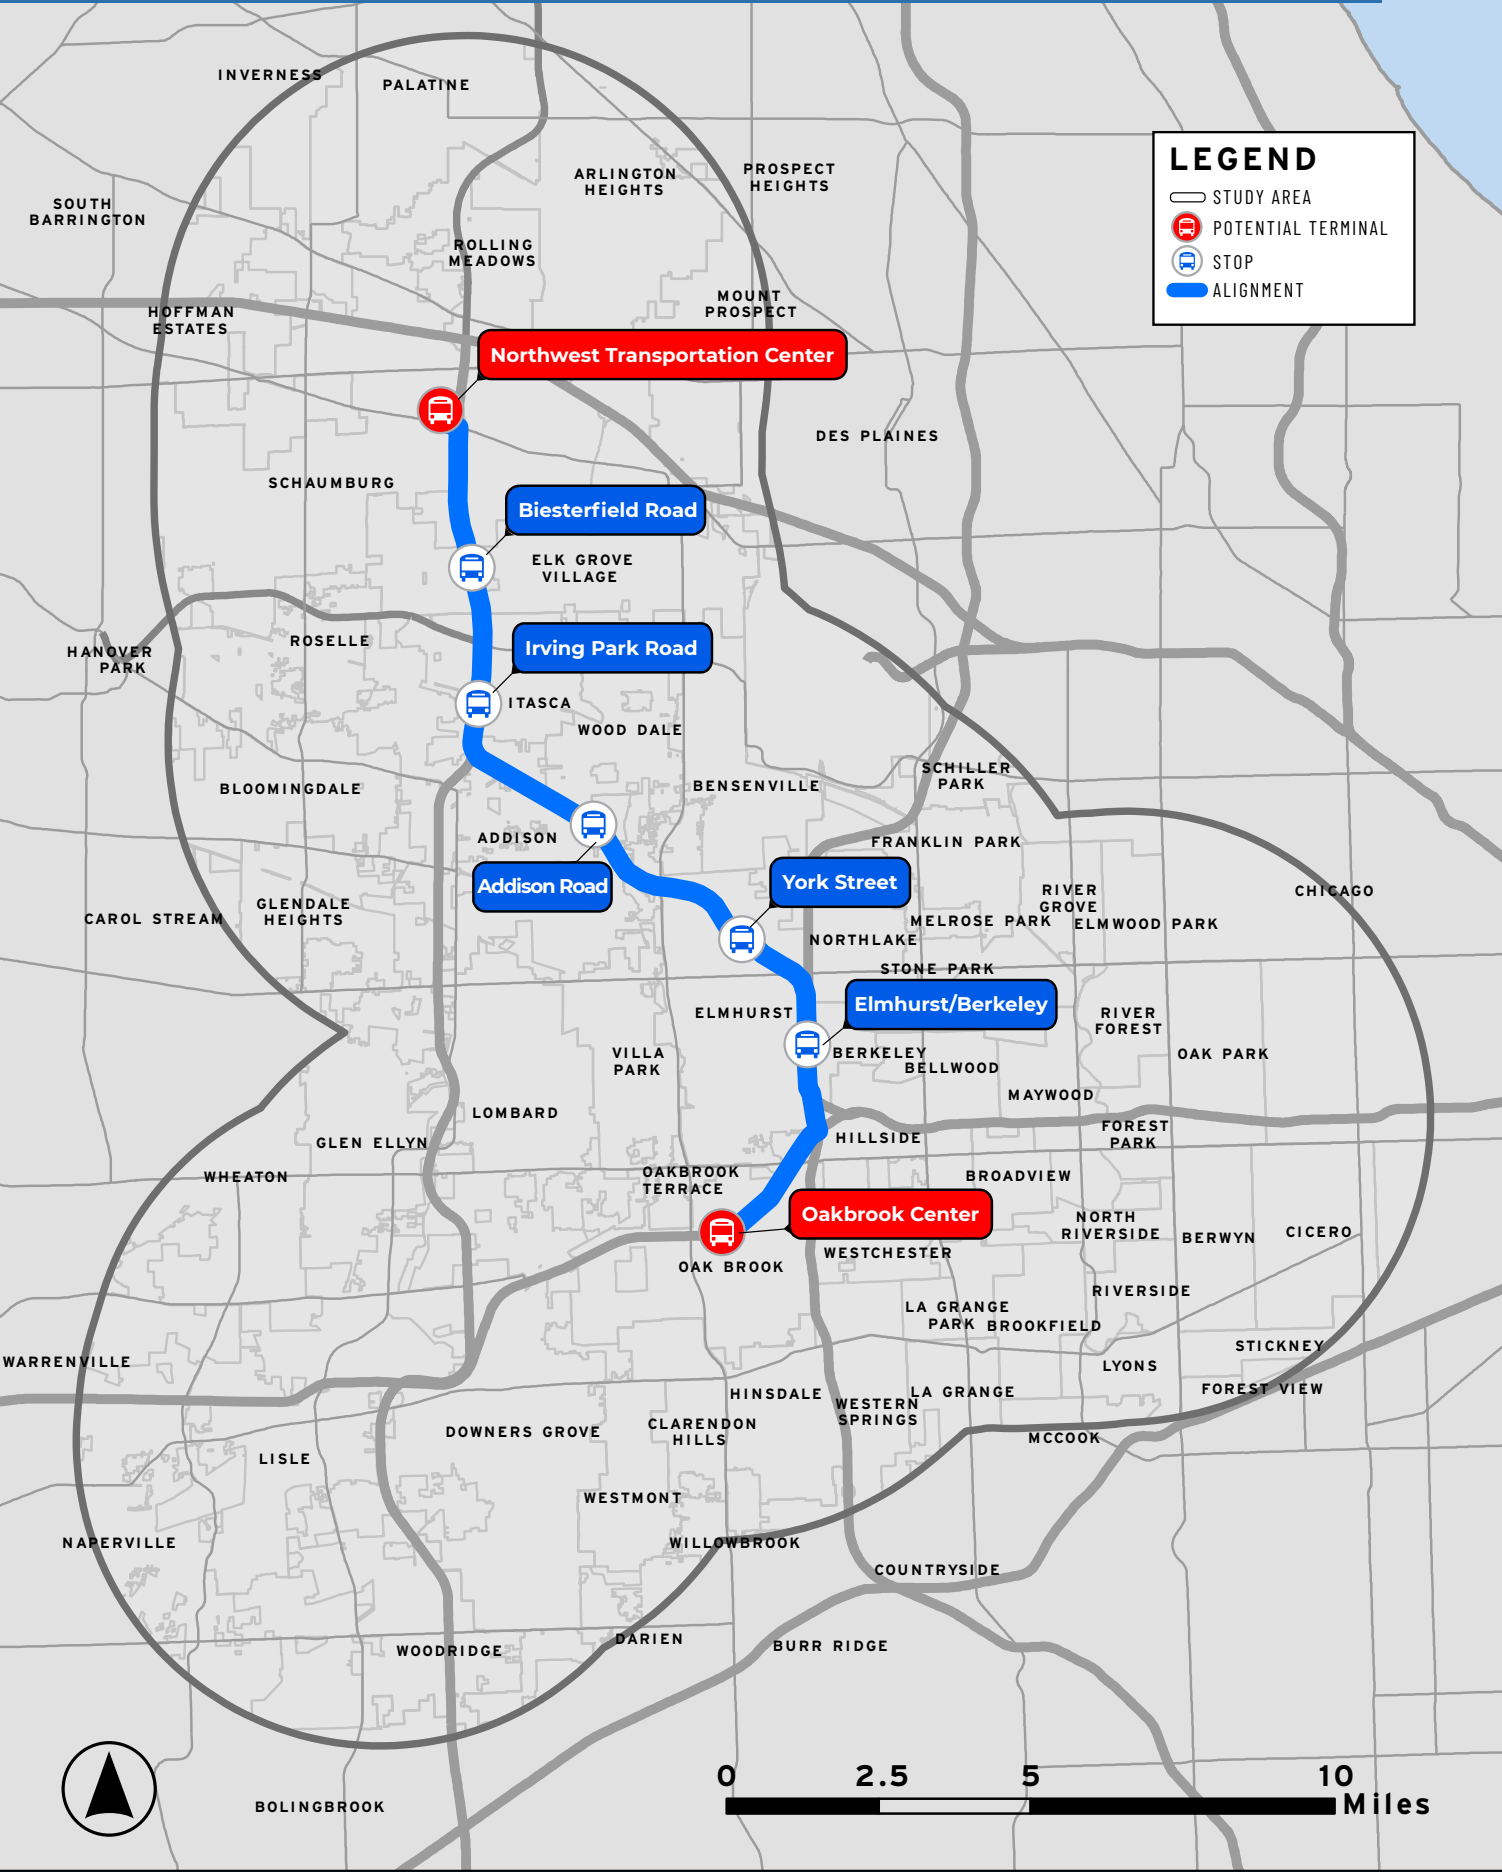 INVERNESS
PALATINE
ARLINGTON
HEIGHTS
PROSPECT
HEIGHTS
LEGEND
STUDY AREA
POTENTIAL TERMINAL
STOP
ALIGNMENT
SOUTH
BARRINGTON
ROLLING
MEADOWS
HOFFMAN
ESTATES
MOUNT
PROSPECT
Northwest Transportation Center
DES PLAINES
SCHAUMBURG
Biesterfield Road
ELK GROVE
VILLAGE
HANOVER
PARK
ROSELLE
Irving Park Road
ITASCA
WOOD DALE
BLOOMINGDALE
BENSENVILLE
SCHILLER
PARK
ADDISON
FRANKLIN PARK
Addison Road
York Street
RIVER
GROVE
CHICAGO
CAROL STREAM
GLENDALE
HEIGHTS
MELROSE PARK
ELMWOOD PARK
NORTHLAKE
STONE PARK
Elmhurst/Berkeley
ELMHURST
RIVER
FOREST
VILLA
PARK
BERKELEY
BELLWOOD
OAK PARK
MAYWOOD
LOMBARD
GLEN ELLYN
HILLSIDE
FOREST
PARK
WHEATON
OAKBROOK
TERRACE
BROADVIEW
Oakbrook Center
NORTH
RIVERSIDE
BERWYN
CICERO
WESTCHESTER
OAK BROOK
RIVERSIDE
LA GRANGE
PARK
BROOKFIELD
STICKNEY
WARRENVILLE
LYONS
HINSDALE
LA GRANGE
FOREST VIEW
WESTERN
SPRINGS
DOWNERS GROVE
CLARENDON
HILLS
MCCOOK
LISLE
WESTMONT
NAPERVILLE
WILLOWBROOK
COUNTRYSIDE
WOODRIDGE
DARIEN
BURR RIDGE
BOLINGBROOK
0 2.5 5 10
Miles